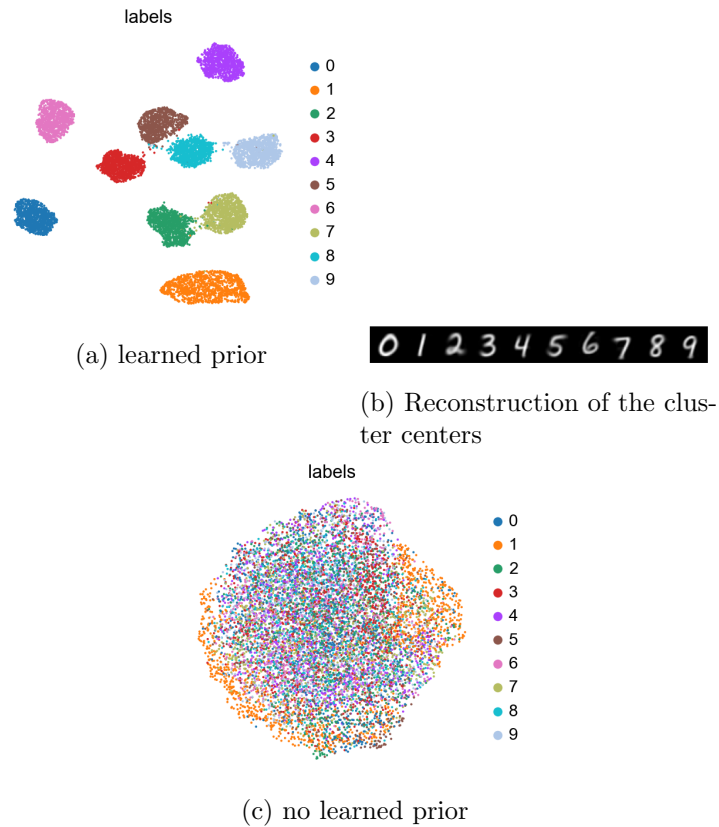 labels
0
1
2
3
4
5
6
7
8
9
(a) learned prior
0 1 2 3 4 5 6 7 8 9
(b) Reconstruction of the clus-
ter centers
labels
0
1
2
3
4
5
6
7
8
9
(c) no learned prior